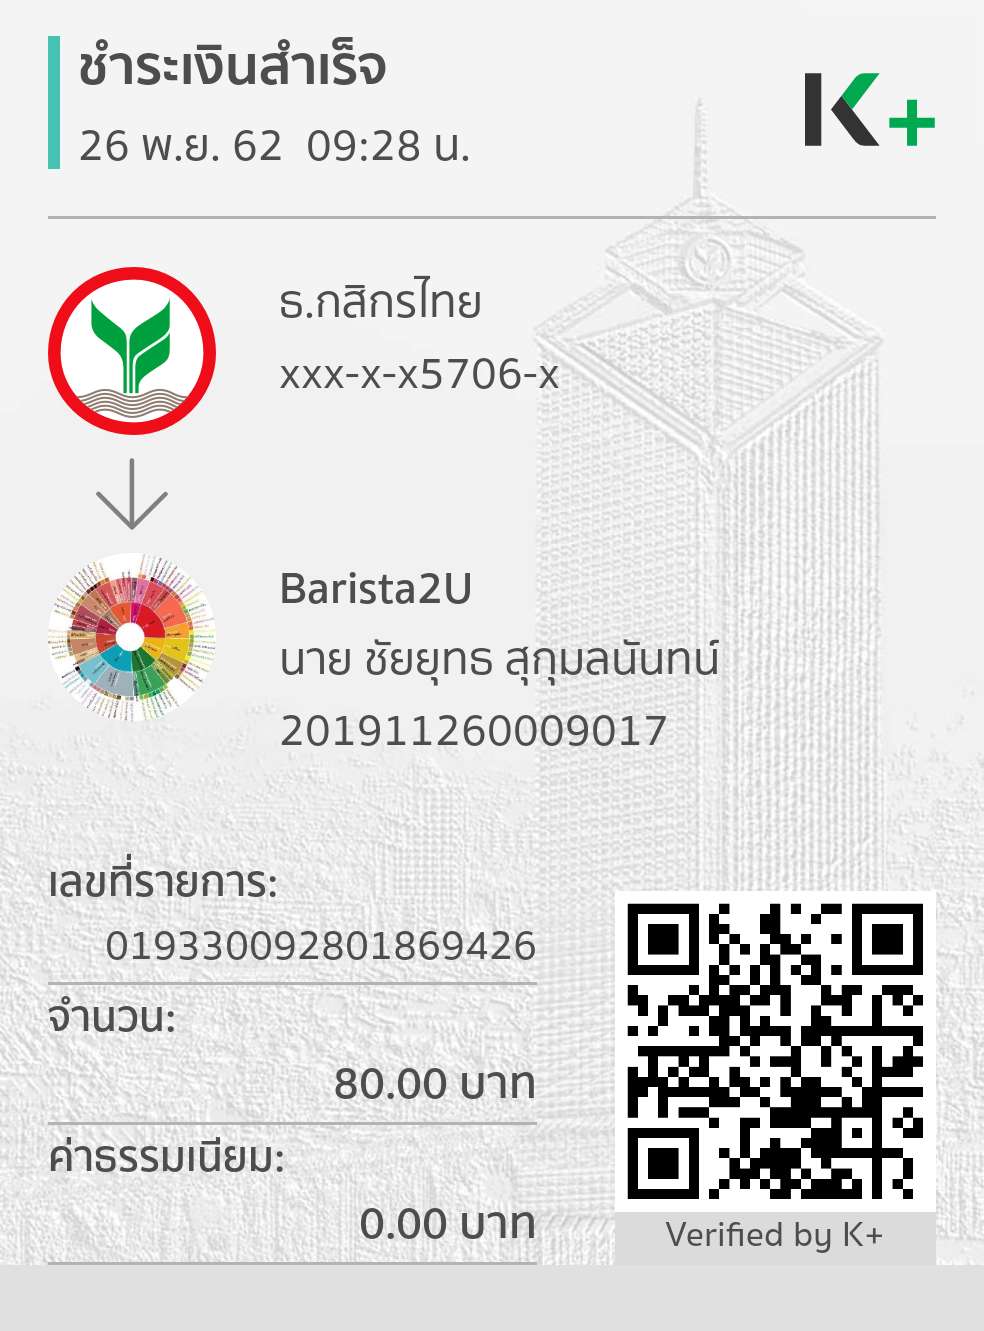 ชำระเงินสำเร็จ
26 พ.ย. 62 09:28 น.
K+
ธ.กสิกรไทย
xxx-x-x5706-x
Barista2U
นาย ชัยยุทธ สุกุมลนันทน์
201911260009017
เลขที่รายการ:
019330092801869426
จำนวน:
80.00 บาท
ค่าธรรมเนียม:
0.00 บาท
Verified by K+